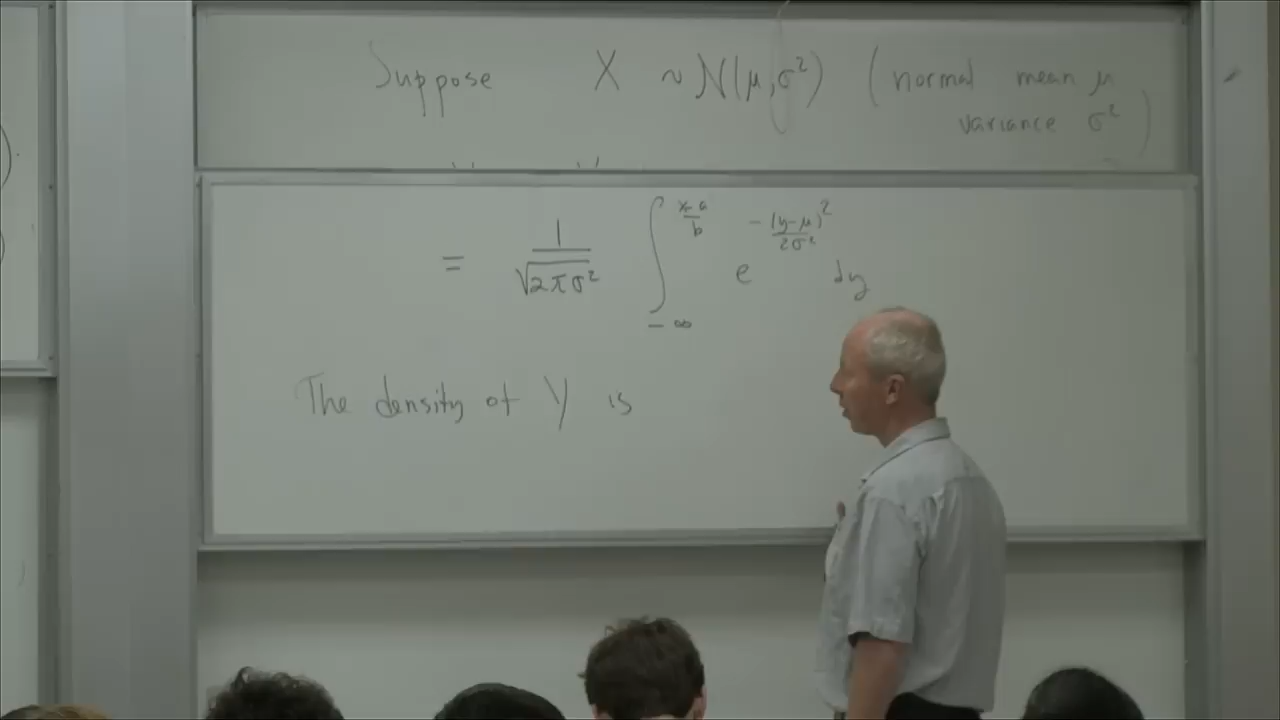 Suppose X ~ N(μ, σ²) (normal mean μ
variance σ²)
= 1/√(2πσ²) ∫_{-∞}^{(x-a)/b} e^{-(y-μ)²/2σ²} dy
The density of Y is